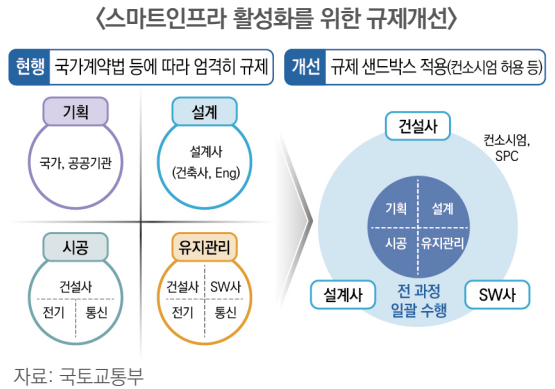 <스마트인프라 활성화를 위한 규제개선>
현행 국가계약법 등에 따라 엄격히 규제
기획
국가, 공공기관
설계
설계사
(건축사, Eng)
시공
건설사
전기 통신
유지관리
건설사 SW사
전기 통신
개선 규제 샌드박스 적용(컨소시엄 허용 등)
건설사
컨소시엄,
SPC
기획 설계
시공 유지관리
설계사
전 과정
일괄 수행
SW사
자료: 국토교통부